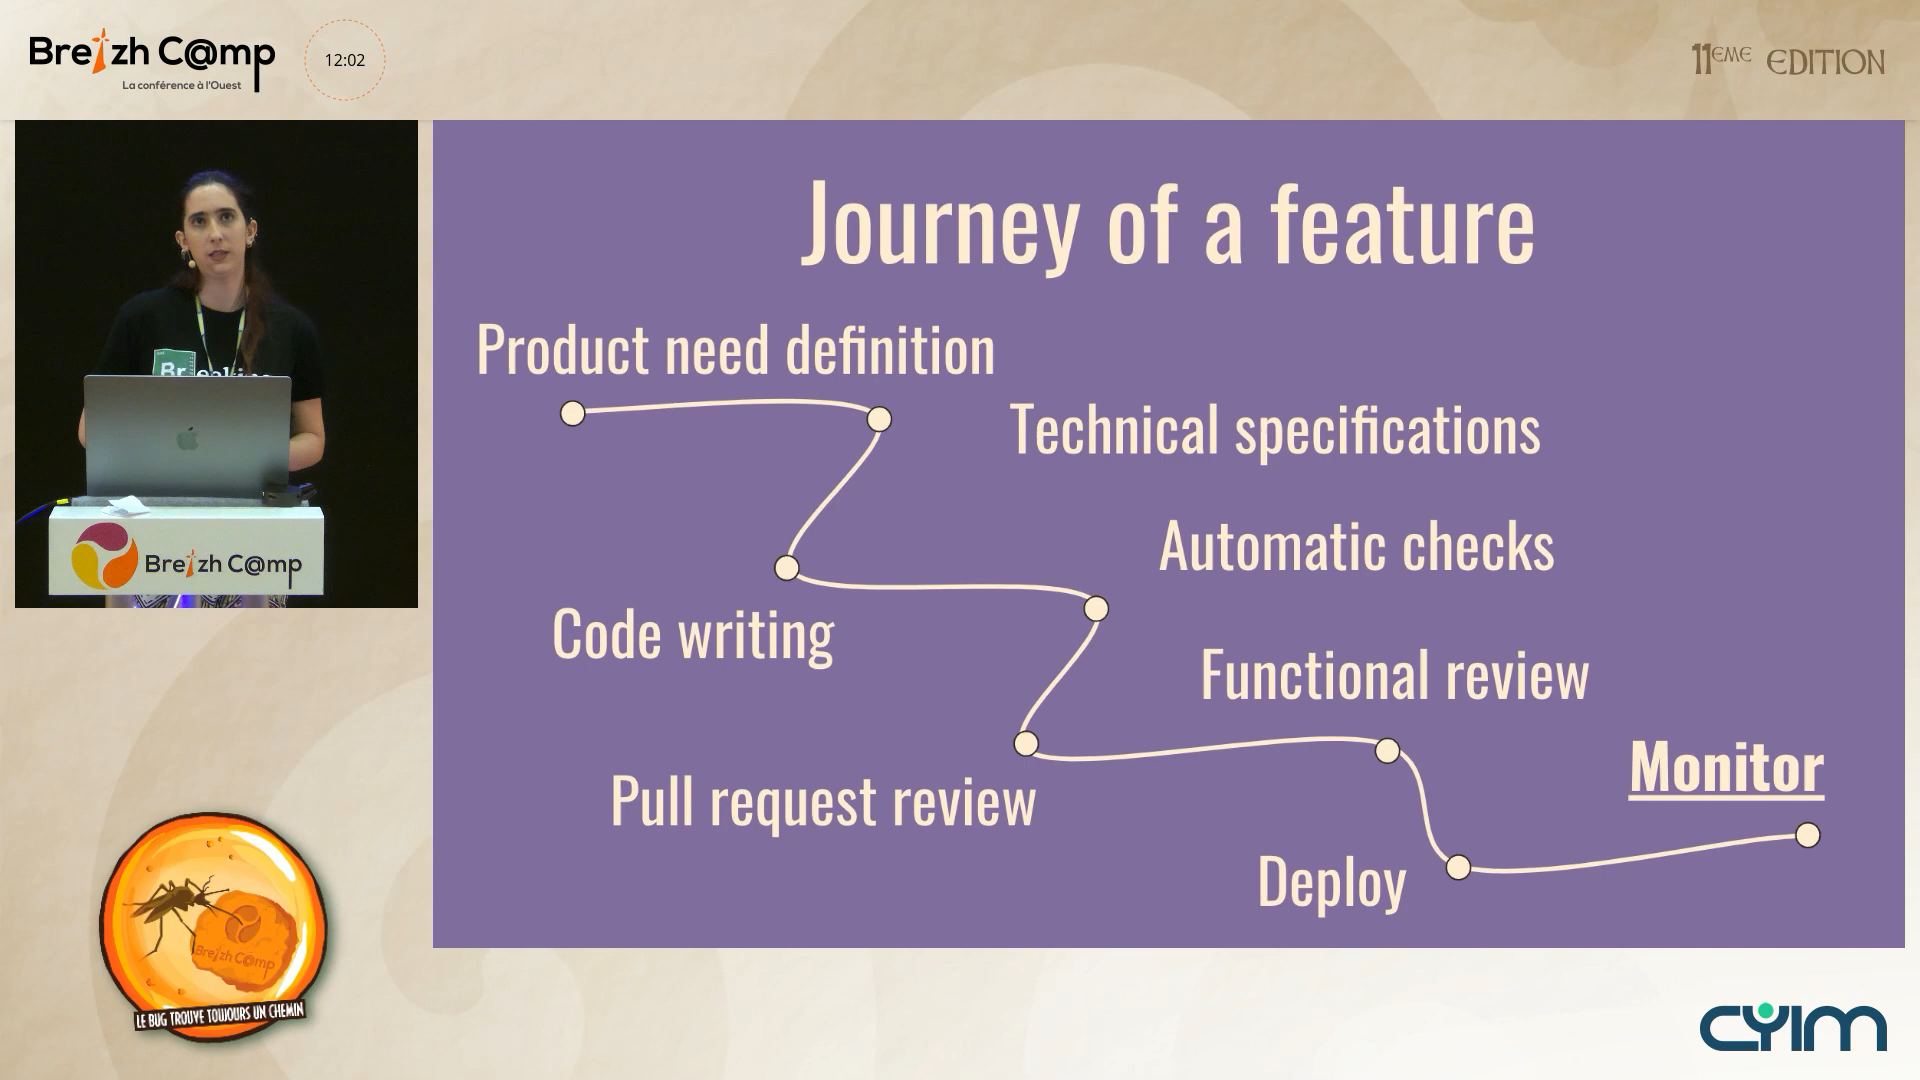 Breizh C@mp
La conférence à l'Ouest
12:02
11EME EDITION
Journey of a feature
Product need definition
Technical specifications
Automatic checks
Code writing
Functional review
Monitor
Pull request review
Deploy
Br
Breizh C@mp
Breizh C@mp
LE BUG TROUVE TOUJOURS UN CHEMIN
CYIM